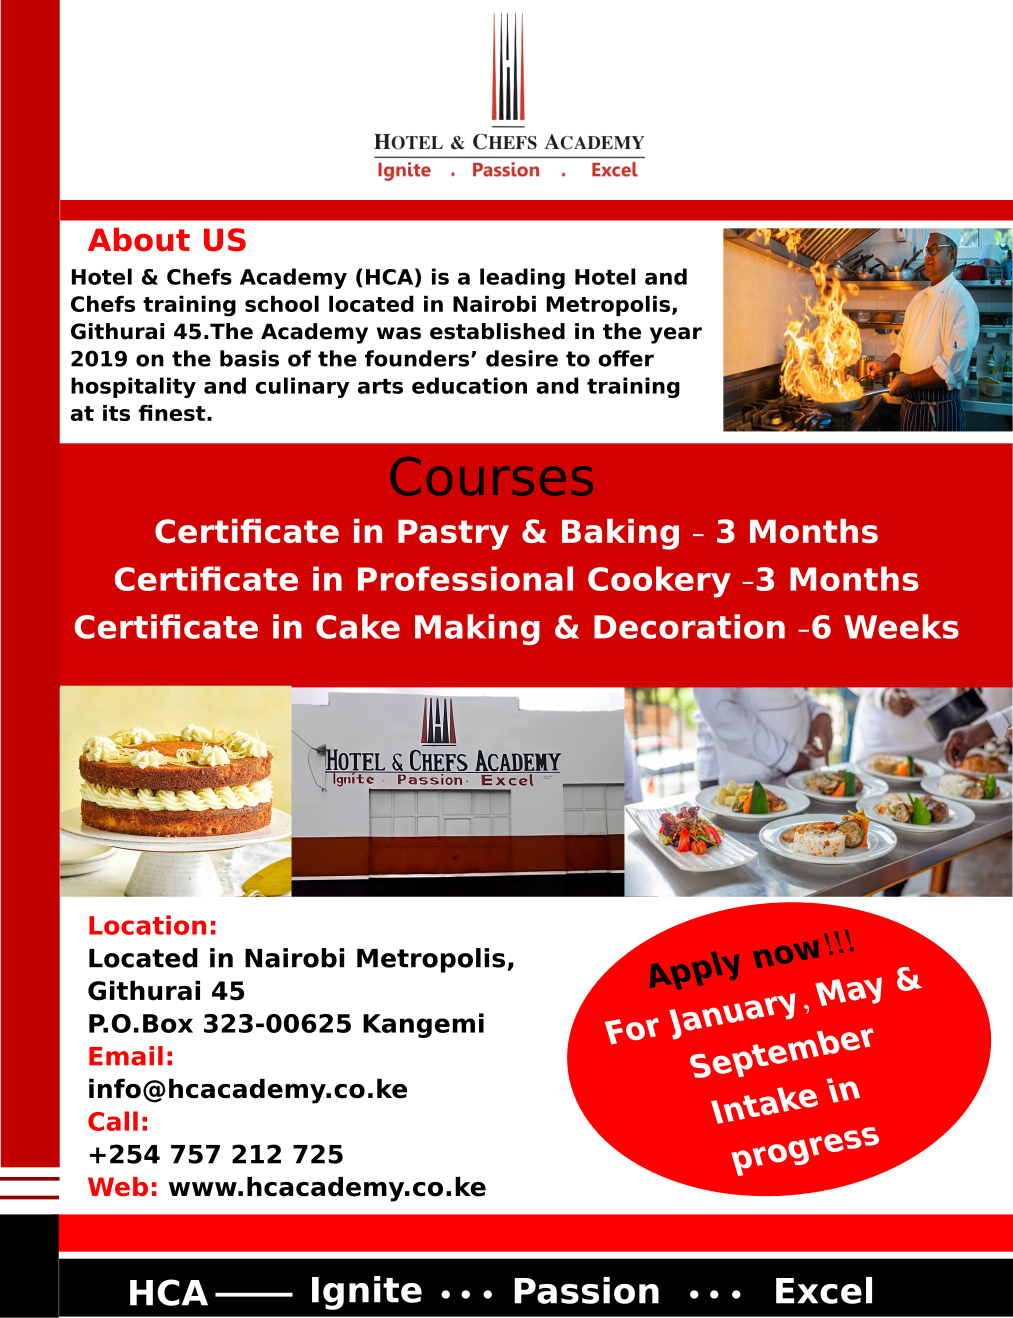 HOTEL & CHEFS ACADEMY
Ignite . Passion . Excel
About US
Hotel & Chefs Academy (HCA) is a leading Hotel and
Chefs training school located in Nairobi Metropolis,
Githurai 45.The Academy was established in the year
2019 on the basis of the founders’ desire to offer
hospitality and culinary arts education and training
at its finest.
Courses
Certificate in Pastry & Baking – 3 Months
Certificate in Professional Cookery –3 Months
Certificate in Cake Making & Decoration –6 Weeks
HOTEL & CHEFS ACADEMY
Ignite · Passion · Excel
Location:
Located in Nairobi Metropolis,
Githurai 45
P.O.Box 323-00625 Kangemi
Email:
info@hcacademy.co.ke
Call:
+254 757 212 725
Web: www.hcacademy.co.ke
Apply now!!!
For January, May &
September
Intake in
progress
HCA —— Ignite ••• Passion ••• Excel